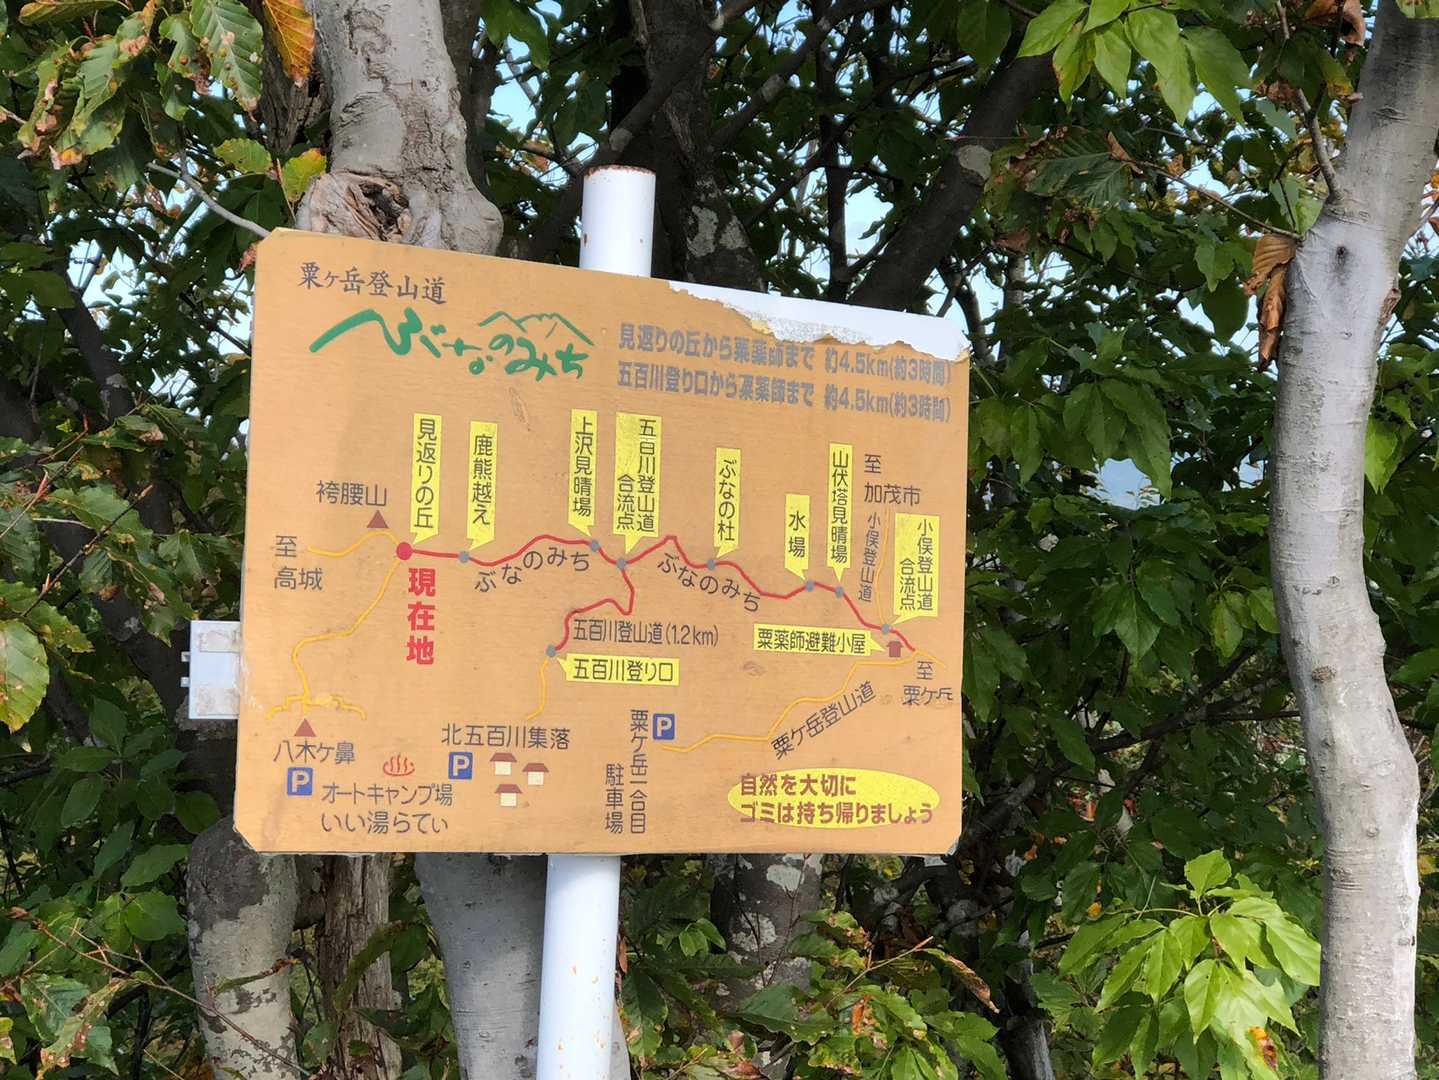 粟ヶ岳登山道
ぶなのみち
見返りの丘から粟薬師まで 約4.5km(約3時間)
五百川登り口から粟薬師まで 約4.5km(約3時間)
見返りの丘
鹿熊越え
上沢見晴場
五百川登山道
合流点
ぶなの杜
水場
山伏塔見晴場
至
加茂市
小俣登山道
小俣登山道
合流点
袴腰山
至
高城
現在地
ぶなのみち
ぶなのみち
五百川登山道(1.2km)
五百川登り口
粟薬師避難小屋
至
粟ケ岳
粟ケ岳登山道
八木ケ鼻
P
オートキャンプ場
いい湯らてぃ
北五百川集落
P
粟ケ岳一合目
駐車場
P
自然を大切に
ゴミは持ち帰りましょう